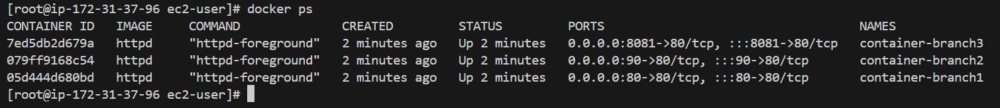 [root@ip-172-31-37-96 ec2-user]# docker ps
CONTAINER ID   IMAGE     COMMAND              CREATED         STATUS         PORTS                                   NAMES
7ed5db2d679a   httpd     "httpd-foreground"   2 minutes ago   Up 2 minutes   0.0.0.0:8081->80/tcp, :::8081->80/tcp   container-branch3
079ff9168c54   httpd     "httpd-foreground"   2 minutes ago   Up 2 minutes   0.0.0.0:90->80/tcp, :::90->80/tcp       container-branch2
05d444d680bd   httpd     "httpd-foreground"   2 minutes ago   Up 2 minutes   0.0.0.0:80->80/tcp, :::80->80/tcp       container-branch1
[root@ip-172-31-37-96 ec2-user]#